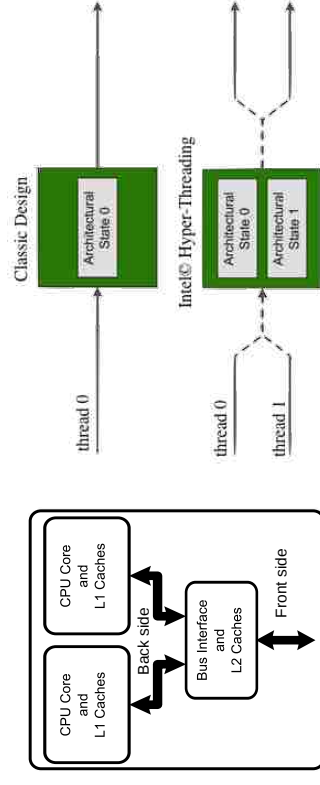 CPU Core
and
L1 Caches
CPU Core
and
L1 Caches
Back side
Bus Interface
and
L2 Caches
Front side
Classic Design
thread 0
Architectural
State 0
Intel© Hyper-Threading
thread 0
thread 1
Architectural
State 0
Architectural
State 1